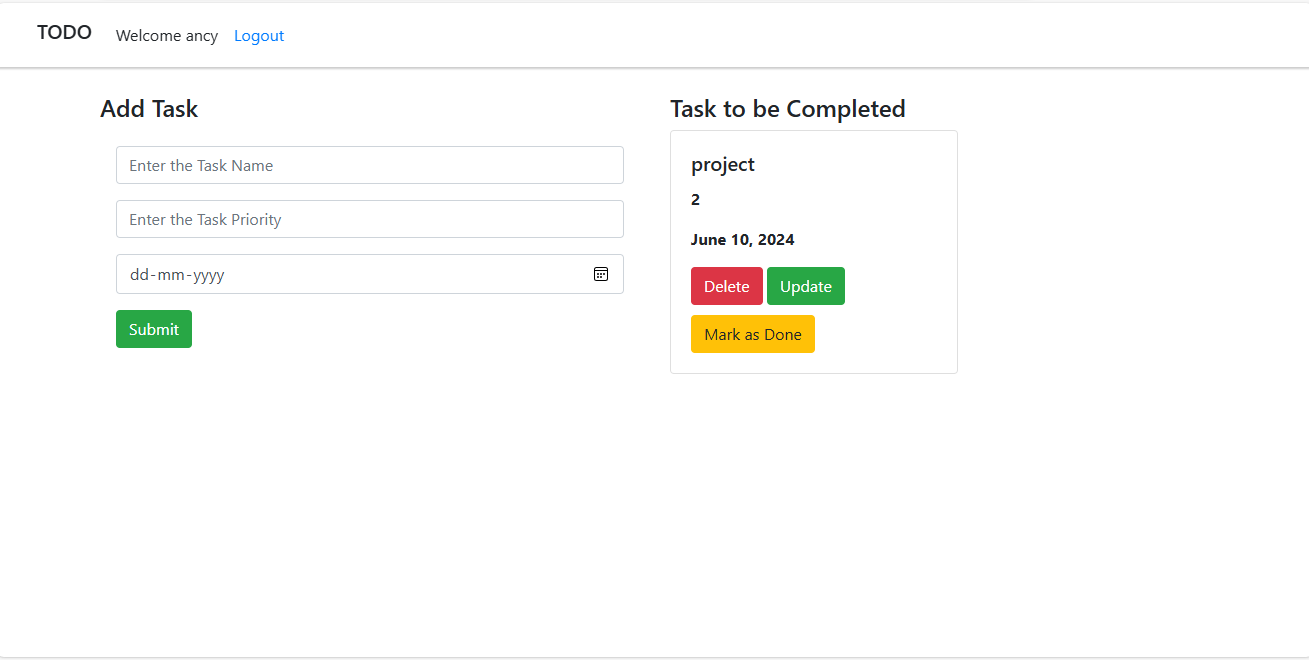 TODO Welcome ancy Logout
Add Task
Enter the Task Name
Enter the Task Priority
dd-mm-yyyy
Submit
Task to be Completed
project
2
June 10, 2024
Delete Update
Mark as Done